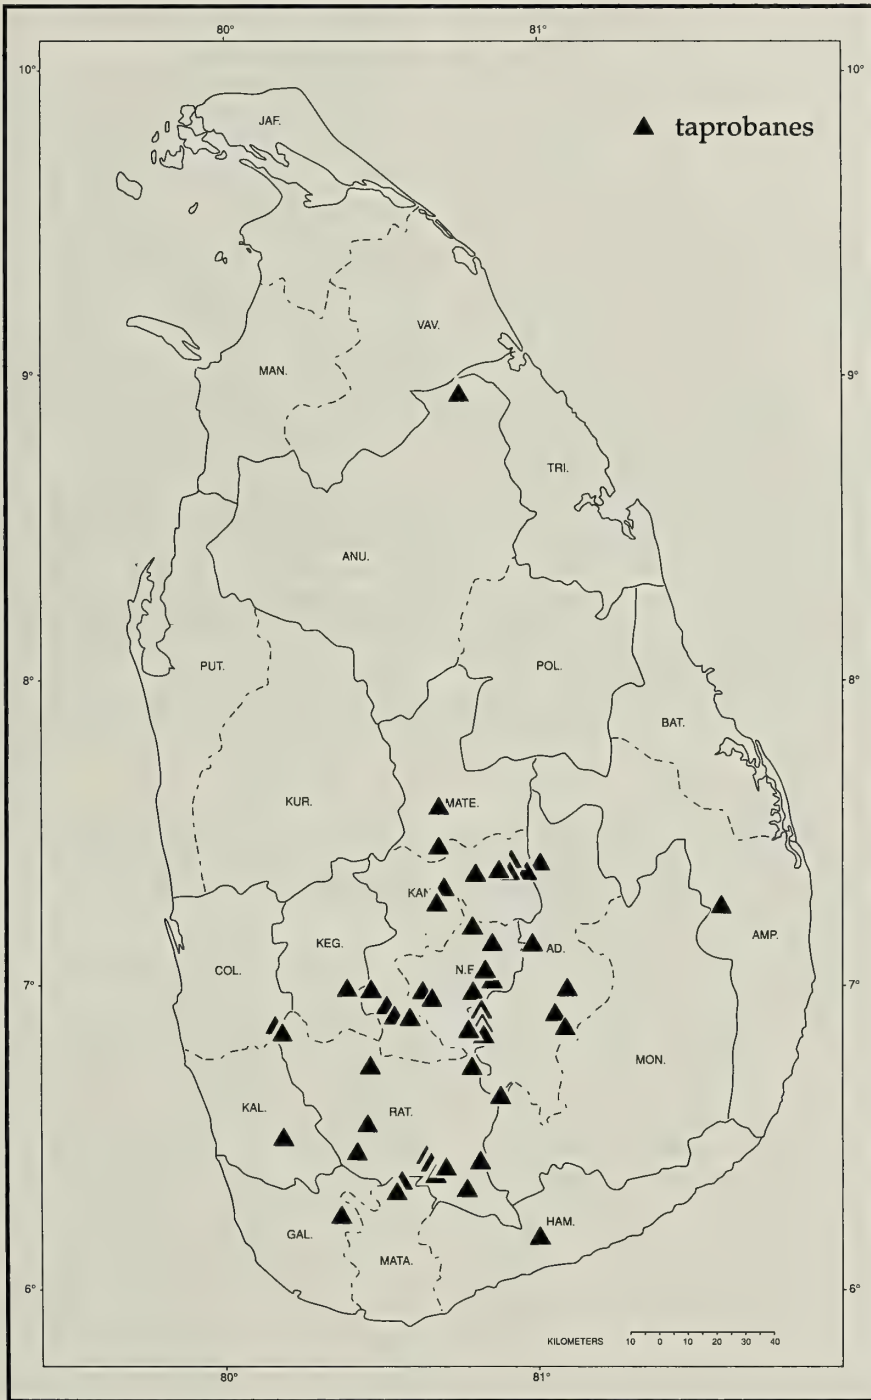 80° 81°
10° 10°
JAF.
▲ taprobanes
VAV.
MAN.
9° 9°
TRI.
ANU.
PUT. POL.
8° 8°
BAT.
KUR. MATE.
KAN
AMP.
KEG. AD.
COL. N.E
7° 7°
MON.
KAL. RAT.
HAM.
GAL.
MATA.
6° 6°
KILOMETERS 10 0 10 20 30 40
80° 81°